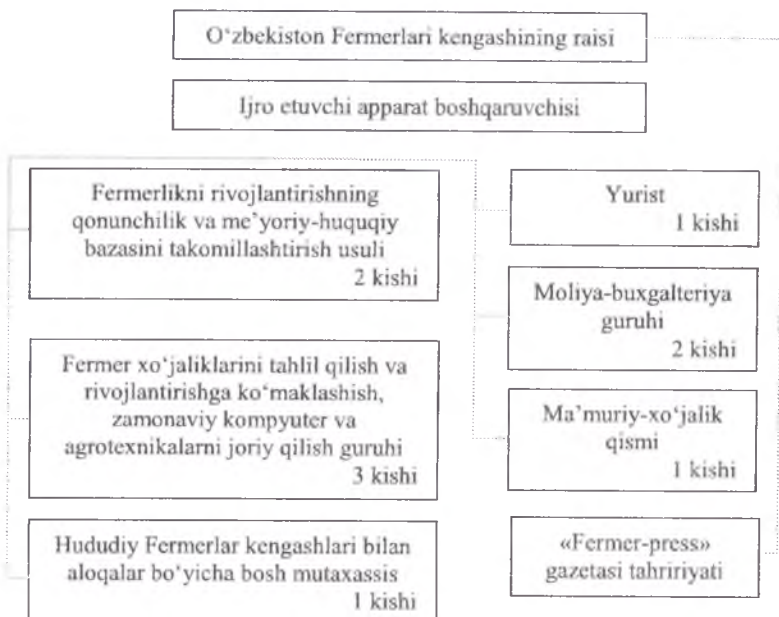 O‘zbekiston Fermerlari kengashining raisi
Ijro etuvchi apparat boshqaruvchisi
Fermerlikni rivojlantirishning
qonunchilik va me’yoriy-huquqiy
bazasini takomillashtirish usuli
2 kishi
Fermer xo‘jaliklarini tahlil qilish va
rivojlantirishga ko‘maklashish,
zamonaviy kompyuter va
agrotexnikalarni joriy qilish guruhi
3 kishi
Hududiy Fermerlar kengashlari bilan
aloqalar bo‘yicha bosh mutaxassis
1 kishi
Yurist
1 kishi
Moliya-buxgalteriya
guruhi
2 kishi
Ma’muriy-xo‘jalik
qismi
1 kishi
«Fermer-press»
gazetasi tahririyati